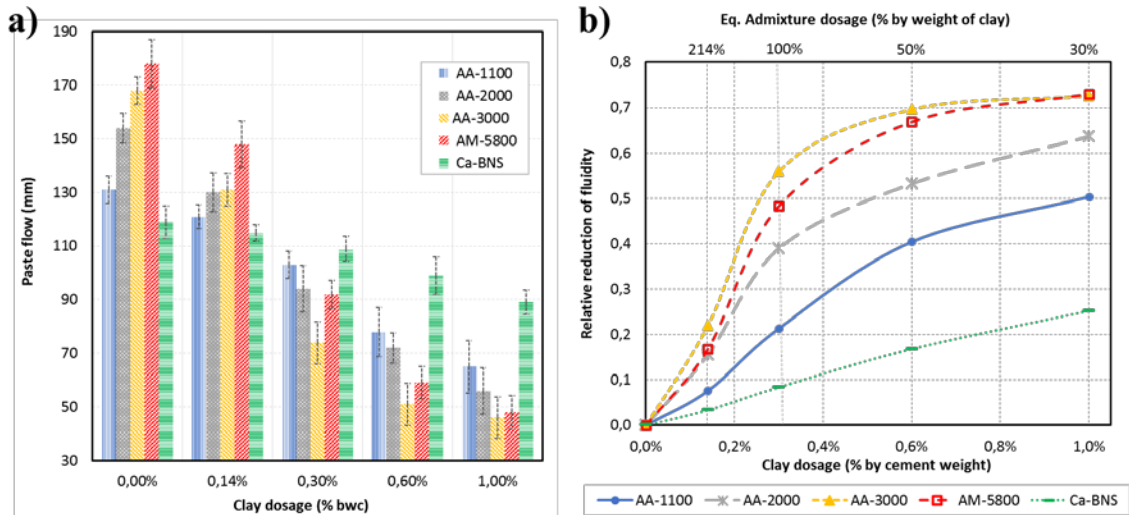 a)
190
170
150
130
110
90
70
50
30
Paste flow (mm)
AA-1100
AA-2000
AA-3000
AM-5800
Ca-BNS
0,00% 0,14% 0,30% 0,60% 1,00%
Clay dosage (% bwc)
b)
Eq. Admixture dosage (% by weight of clay)
214% 100% 50% 30%
0,8
0,7
0,6
0,5
0,4
0,3
0,2
0,1
0,0
Relative reduction of fluidity
0,0% 0,2% 0,4% 0,6% 0,8% 1,0%
Clay dosage (% by cement weight)
AA-1100 AA-2000 AA-3000 AM-5800 Ca-BNS